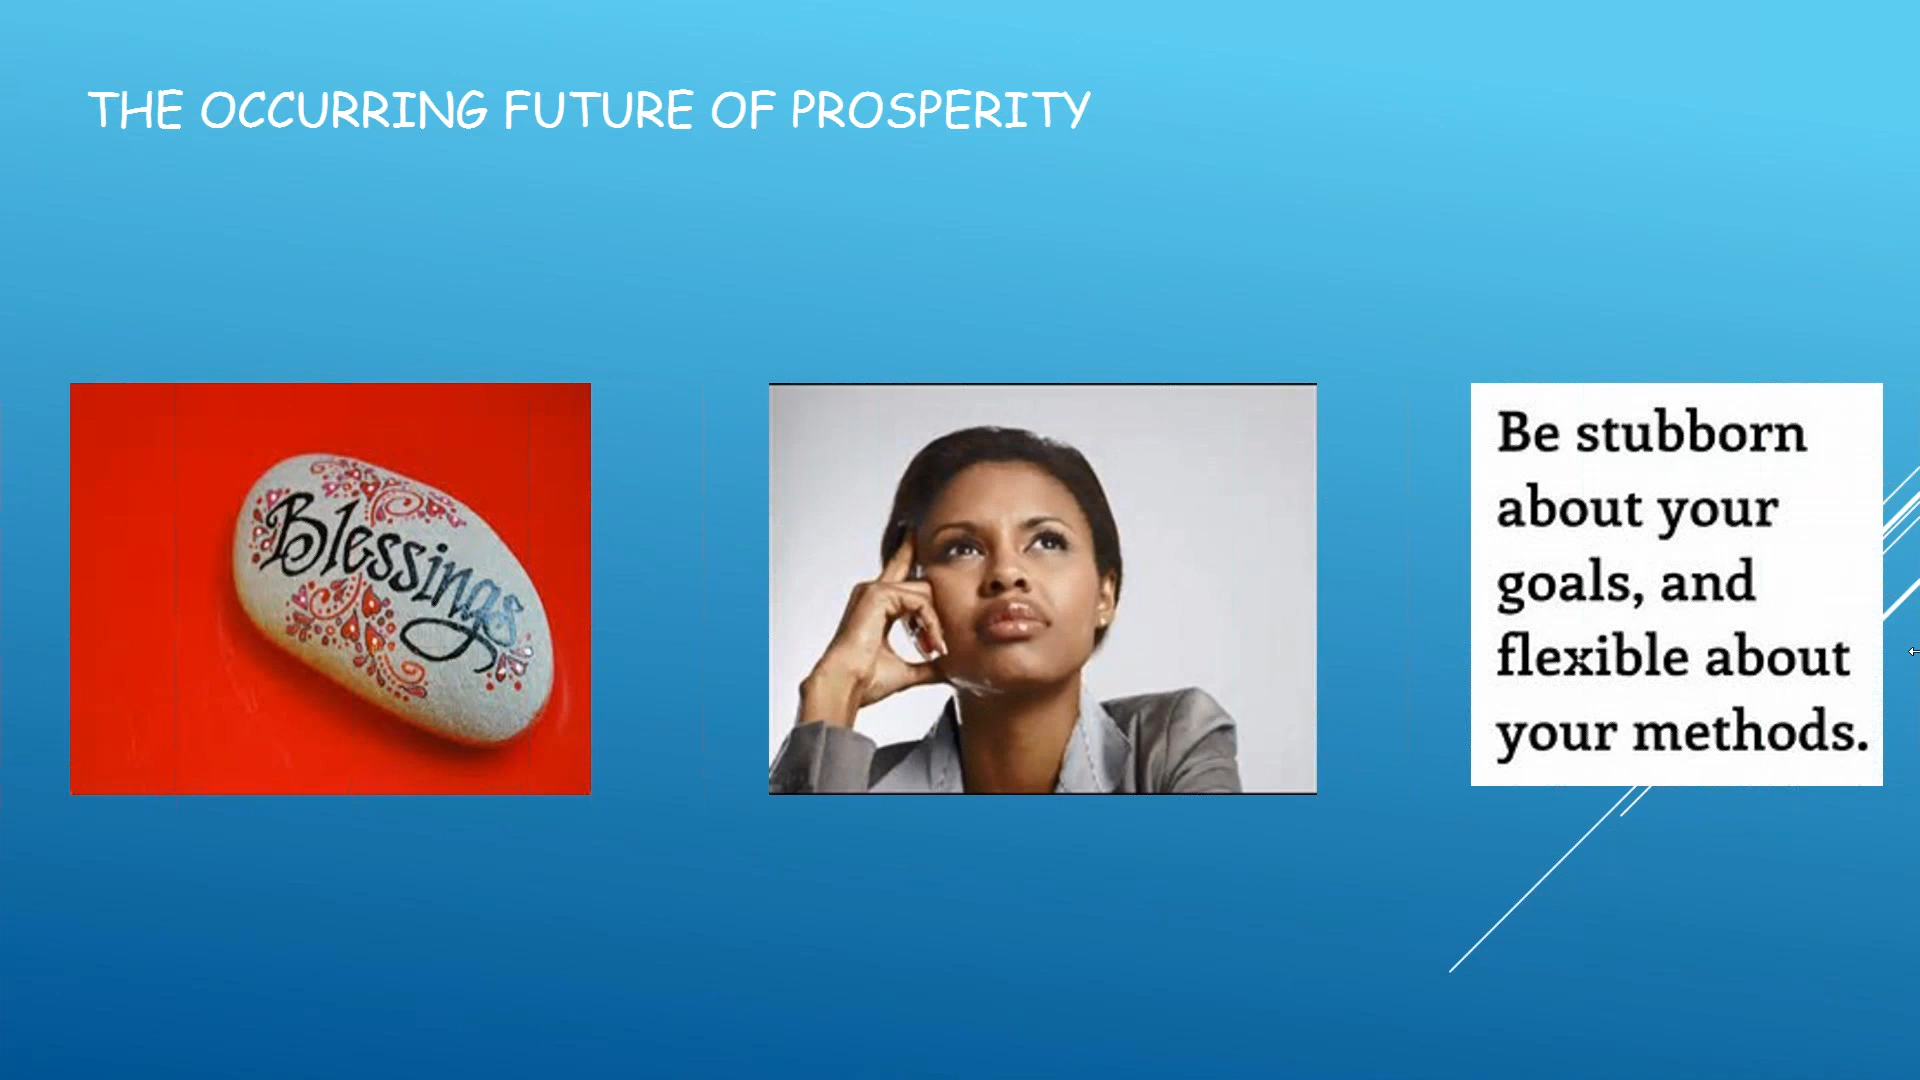 THE OCCURRING FUTURE OF PROSPERITY
Blessings
Be stubborn
about your
goals, and
flexible about
your methods.